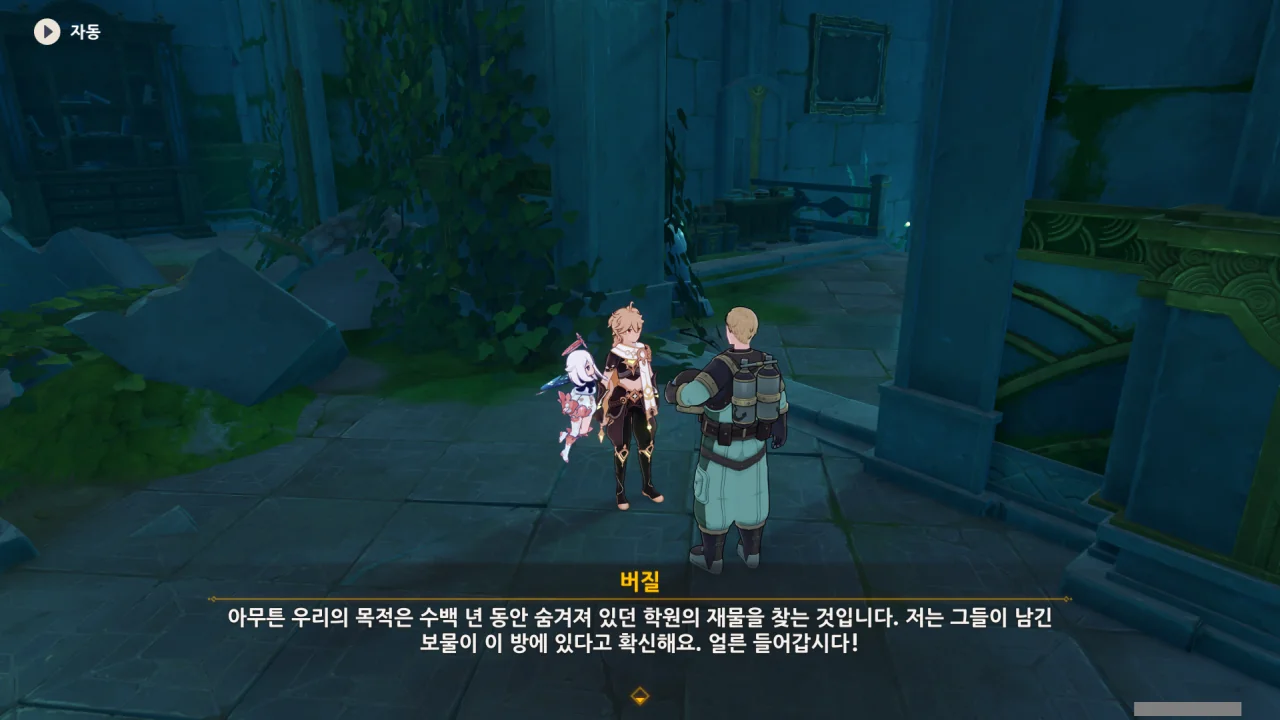 자동
버질
아무튼 우리의 목적은 수백 년 동안 숨겨져 있던 학원의 재물을 찾는 것입니다. 저는 그들이 남긴
보물이 이 방에 있다고 확신해요. 얼른 들어갑시다!